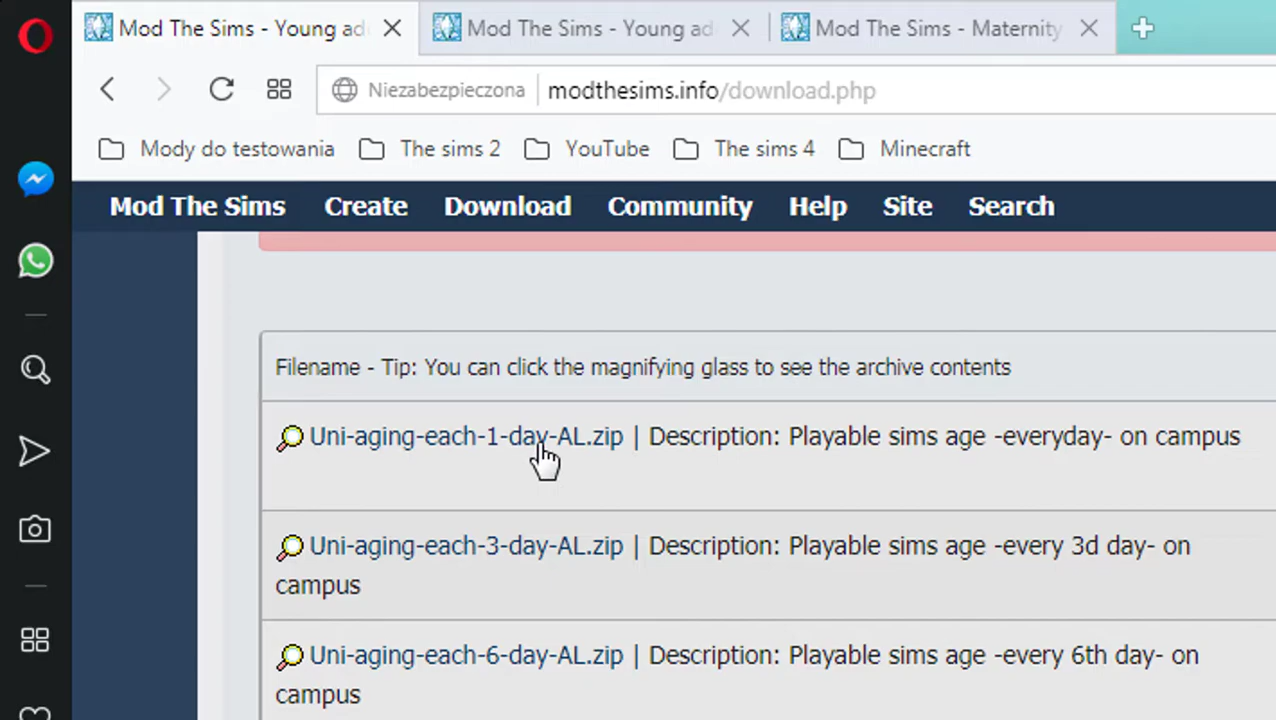 Mod The Sims - Young ad
Mod The Sims - Young ad
Mod The Sims - Maternity
Niezabezpieczona
modthesims.info/download.php
Mody do testowania
The sims 2
YouTube
The sims 4
Minecraft
Mod The Sims
Create
Download
Community
Help
Site
Search
Filename - Tip: You can click the magnifying glass to see the archive contents
Uni-aging-each-1-day-AL.zip | Description: Playable sims age -everyday- on campus
Uni-aging-each-3-day-AL.zip | Description: Playable sims age -every 3d day- on
campus
Uni-aging-each-6-day-AL.zip | Description: Playable sims age -every 6th day- on
campus